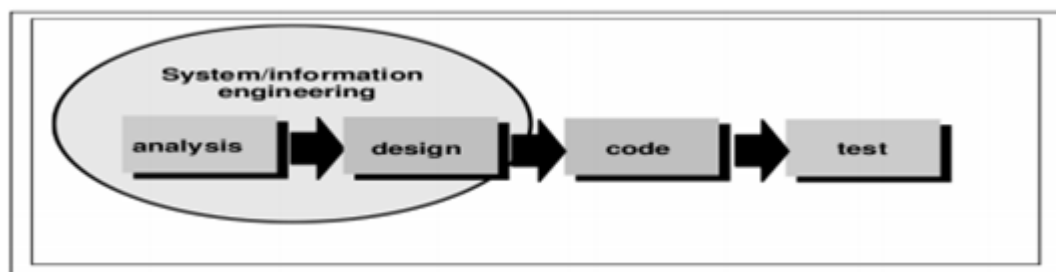 System/information
engineering
analysis
design
code
test